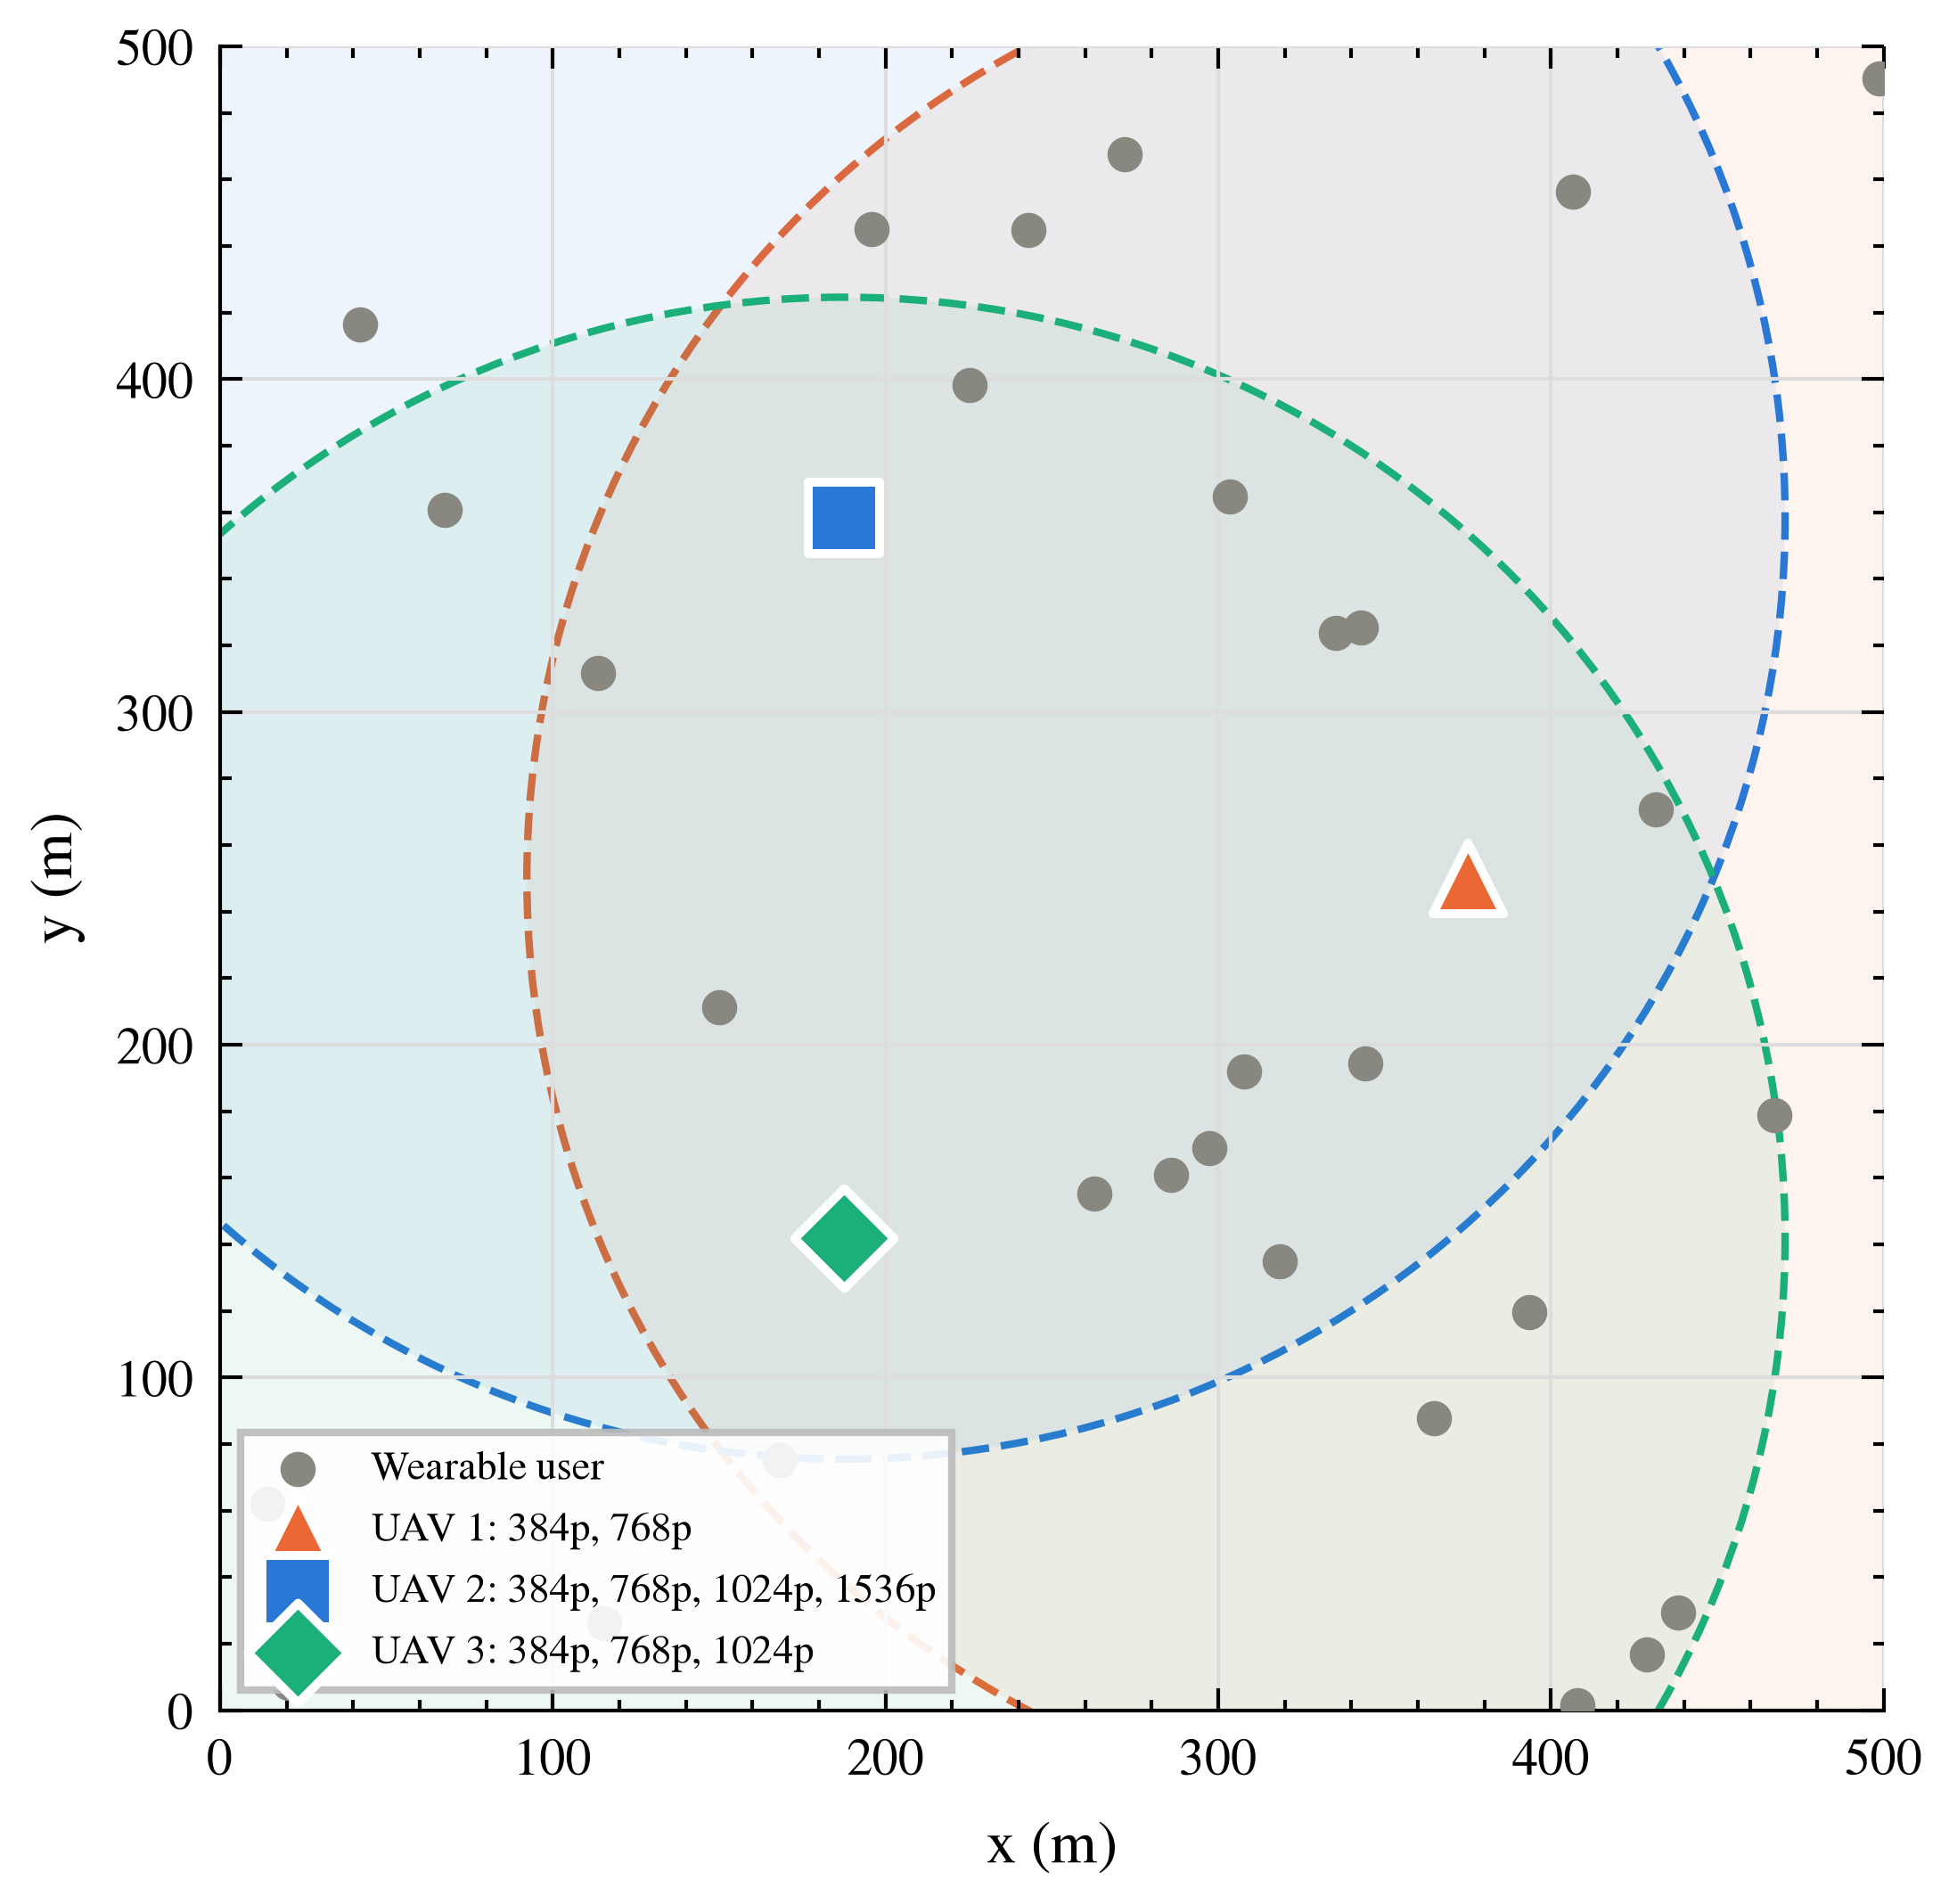 500
400
300
200
100
0
y (m)
Wearable user
UAV 1: 384p, 768p
UAV 2: 384p, 768p, 1024p, 1536p
UAV 3: 384p, 768p, 1024p
0 100 200 300 400 500
x (m)